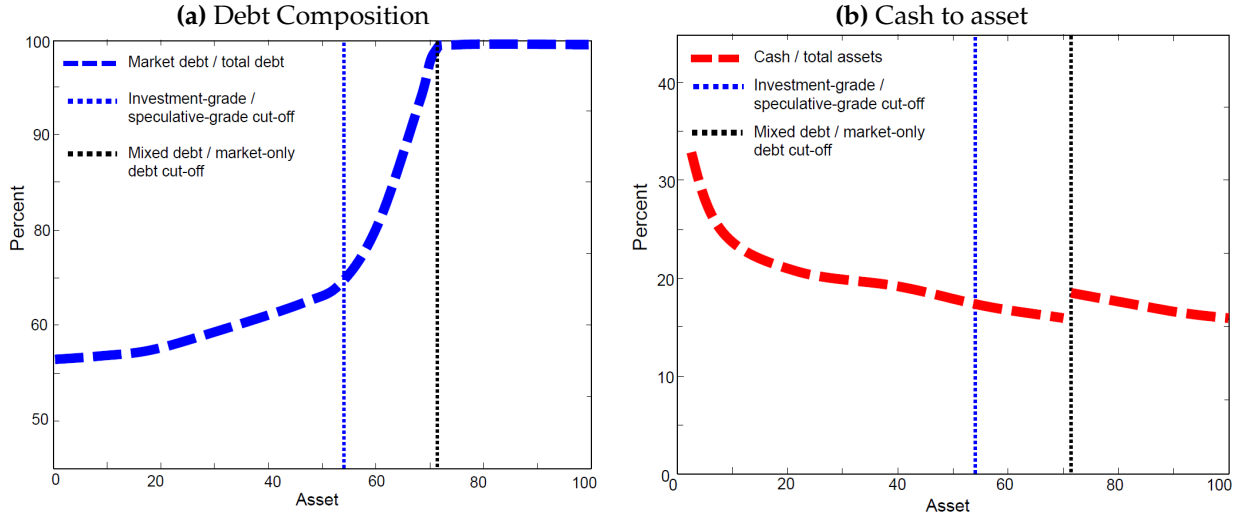 (a) Debt Composition
100
90
80
70
60
50
Percent
Market debt / total debt
Investment-grade /
speculative-grade cut-off
Mixed debt / market-only
debt cut-off
0 20 40 60 80 100
Asset
(b) Cash to asset
40
30
20
10
0
Percent
Cash / total assets
Investment-grade /
speculative-grade cut-off
Mixed debt / market-only
debt cut-off
0 20 40 60 80 100
Asset